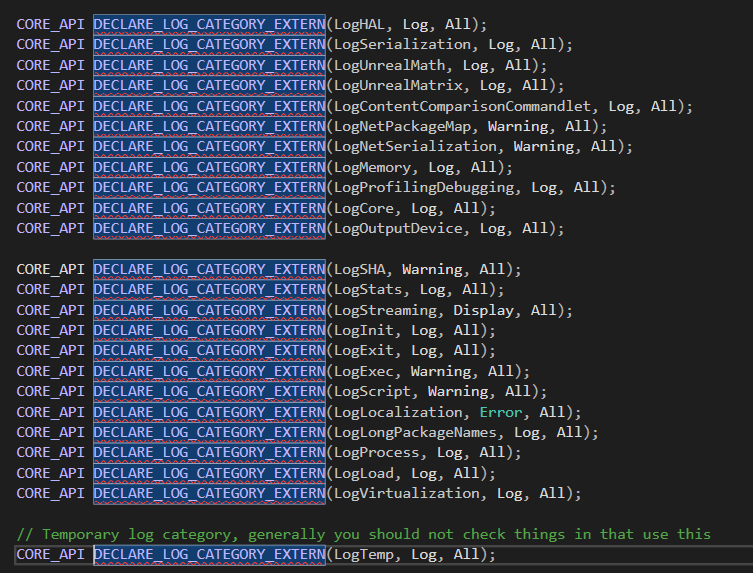 CORE_API DECLARE_LOG_CATEGORY_EXTERN(LogHAL, Log, All);
CORE_API DECLARE_LOG_CATEGORY_EXTERN(LogSerialization, Log, All);
CORE_API DECLARE_LOG_CATEGORY_EXTERN(LogUnrealMath, Log, All);
CORE_API DECLARE_LOG_CATEGORY_EXTERN(LogUnrealMatrix, Log, All);
CORE_API DECLARE_LOG_CATEGORY_EXTERN(LogContentComparisonCommandlet, Log, All);
CORE_API DECLARE_LOG_CATEGORY_EXTERN(LogNetPackageMap, Warning, All);
CORE_API DECLARE_LOG_CATEGORY_EXTERN(LogNetSerialization, Warning, All);
CORE_API DECLARE_LOG_CATEGORY_EXTERN(LogMemory, Log, All);
CORE_API DECLARE_LOG_CATEGORY_EXTERN(LogProfilingDebugging, Log, All);
CORE_API DECLARE_LOG_CATEGORY_EXTERN(LogCore, Log, All);
CORE_API DECLARE_LOG_CATEGORY_EXTERN(LogOutputDevice, Log, All);
CORE_API DECLARE_LOG_CATEGORY_EXTERN(LogSHA, Warning, All);
CORE_API DECLARE_LOG_CATEGORY_EXTERN(LogStats, Log, All);
CORE_API DECLARE_LOG_CATEGORY_EXTERN(LogStreaming, Display, All);
CORE_API DECLARE_LOG_CATEGORY_EXTERN(LogInit, Log, All);
CORE_API DECLARE_LOG_CATEGORY_EXTERN(LogExit, Log, All);
CORE_API DECLARE_LOG_CATEGORY_EXTERN(LogExec, Warning, All);
CORE_API DECLARE_LOG_CATEGORY_EXTERN(LogScript, Warning, All);
CORE_API DECLARE_LOG_CATEGORY_EXTERN(LogLocalization, Error, All);
CORE_API DECLARE_LOG_CATEGORY_EXTERN(LogLongPackageNames, Log, All);
CORE_API DECLARE_LOG_CATEGORY_EXTERN(LogProcess, Log, All);
CORE_API DECLARE_LOG_CATEGORY_EXTERN(LogLoad, Log, All);
CORE_API DECLARE_LOG_CATEGORY_EXTERN(LogVirtualization, Log, All);
// Temporary log category, generally you should not check things in that use this
CORE_API DECLARE_LOG_CATEGORY_EXTERN(LogTemp, Log, All);